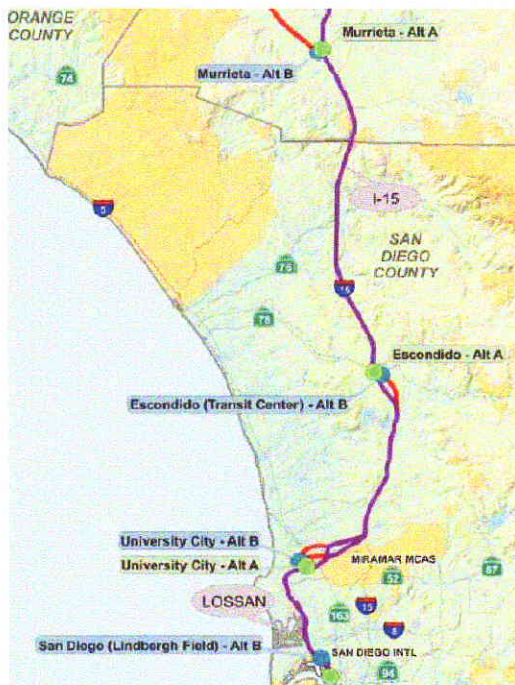 ORANGE
COUNTY
Murrieta - Alt A
Murrieta - Alt B
74
5
I-15
SAN
DIEGO
COUNTY
76
15
78
Escondido - Alt A
Escondido (Transit Center) - Alt B
University City - Alt B
University City - Alt A
MIRAMAR MCAS
52
67
LOSSAN
163
15
8
San Diego (Lindbergh Field) - Alt B
SAN DIEGO INTL
94